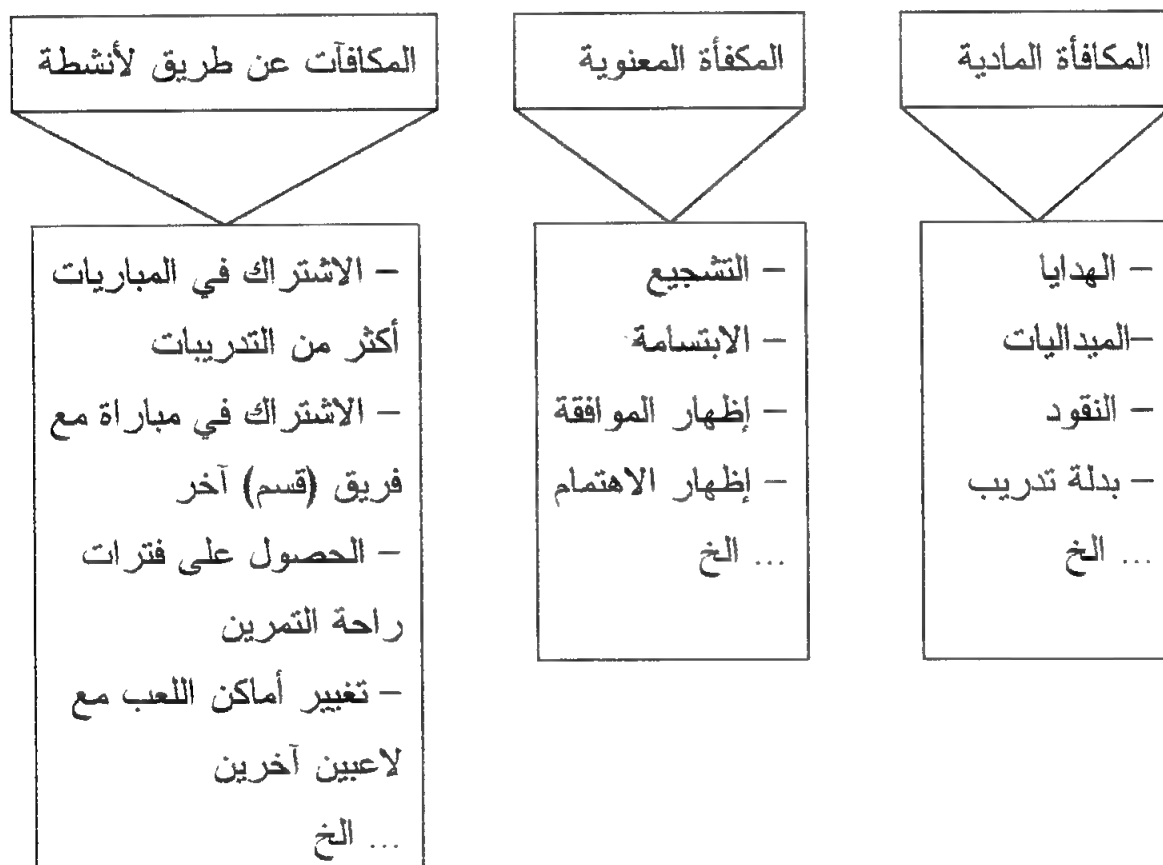 المكافأة المادية
– الهدايا
–الميداليات
– النقود
– بدلة تدريب
... الخ
المكفأة المعنوية
– التشجيع
– الابتسامة
– إظهار الموافقة
– إظهار الاهتمام
... الخ
المكافآت عن طريق لأنشطة
– الاشتراك في المباريات
أكثر من التدريبات
– الاشتراك في مباراة مع
فريق (قسم) آخر
– الحصول على فترات
راحة التمرين
– تغيير أماكن اللعب مع
لاعبين آخرين
... الخ